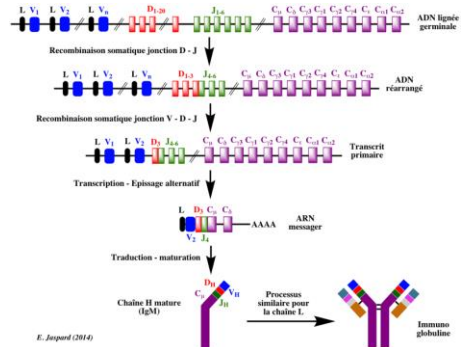 L V₁ L V₂ L Vₙ D₁₋₂₀ J₁₋₆ Cμ Cδ Cγ3 Cγ1 Cγ2 Cγ4 Cε Cα1 Cα2
ADN lignée
germinale
Recombinaison somatique jonction D - J
L V₁ L V₂ L Vₙ D₁₋₃ J₄₋₆ Cμ Cδ Cγ3 Cγ1 Cγ2 Cγ4 Cε Cα1 Cα2
ADN
réarrangé
Recombinaison somatique jonction V - D - J
L V₁ L V₂ D₃ J₄₋₆ Cμ Cδ Cγ3 Cγ1 Cγ2 Cγ4 Cε Cα1 Cα2
Transcrit
primaire
Transcription - Epissage alternatif
L D₃ Cμ Cδ
V₂ J₄
AAAA
ARN
messager
Traduction - maturation
D_H
Cμ V_H
J_H
Chaîne H mature
(IgM)
Processus
similaire pour
la chaîne L
Immuno
globuline
E. Jaspard (2014)